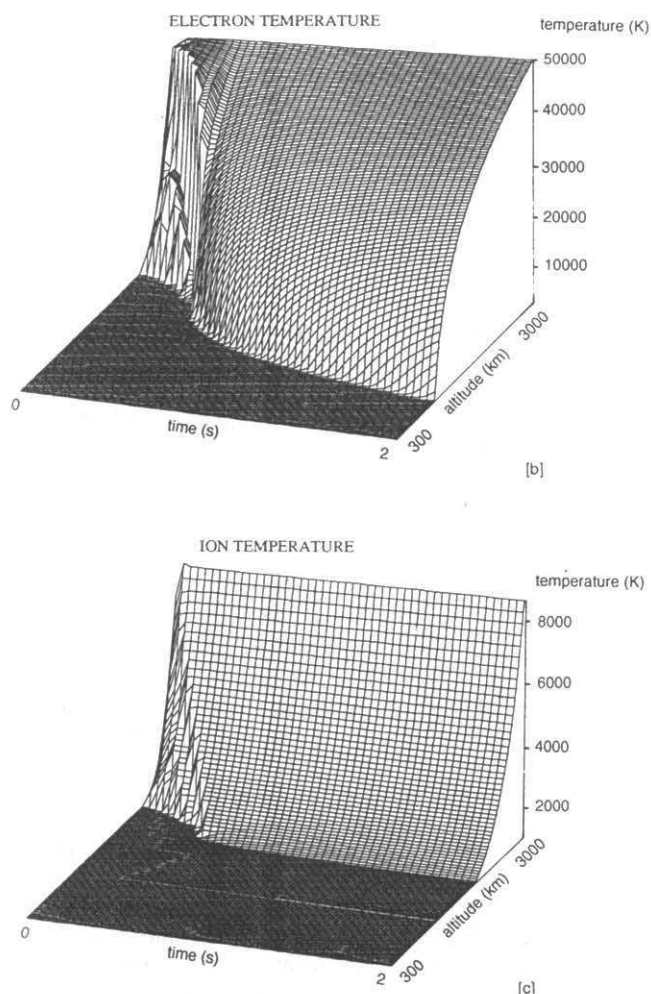 ELECTRON TEMPERATURE
temperature (K)
50000
40000
30000
20000
10000
3000
altitude (km)
300
0
time (s)
2
[b]
ION TEMPERATURE
temperature (K)
8000
6000
4000
2000
3000
altitude (km)
300
0
time (s)
2
[c]